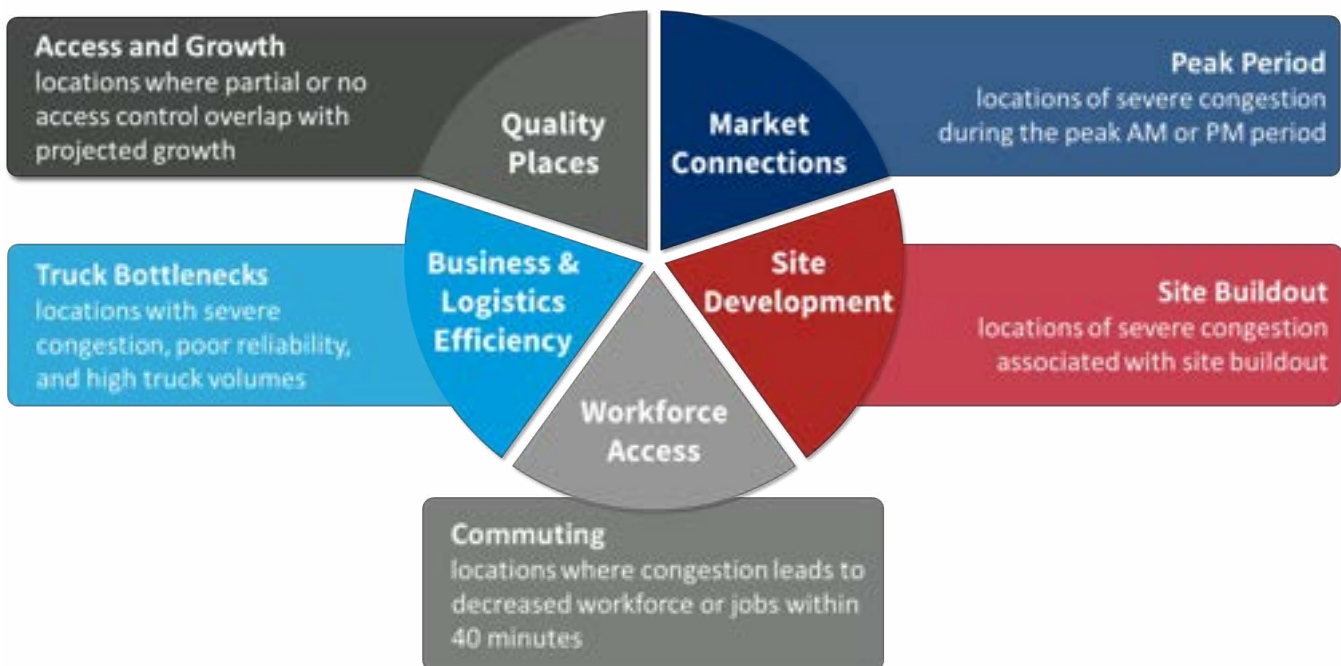 Access and Growth
locations where partial or no
access control overlap with
projected growth
Quality
Places
Market
Connections
Peak Period
locations of severe congestion
during the peak AM or PM period
Truck Bottlenecks
locations with severe
congestion, poor reliability,
and high truck volumes
Business &
Logistics
Efficiency
Site
Development
Site Buildout
locations of severe congestion
associated with site buildout
Workforce
Access
Commuting
locations where congestion leads to
decreased workforce or jobs within
40 minutes